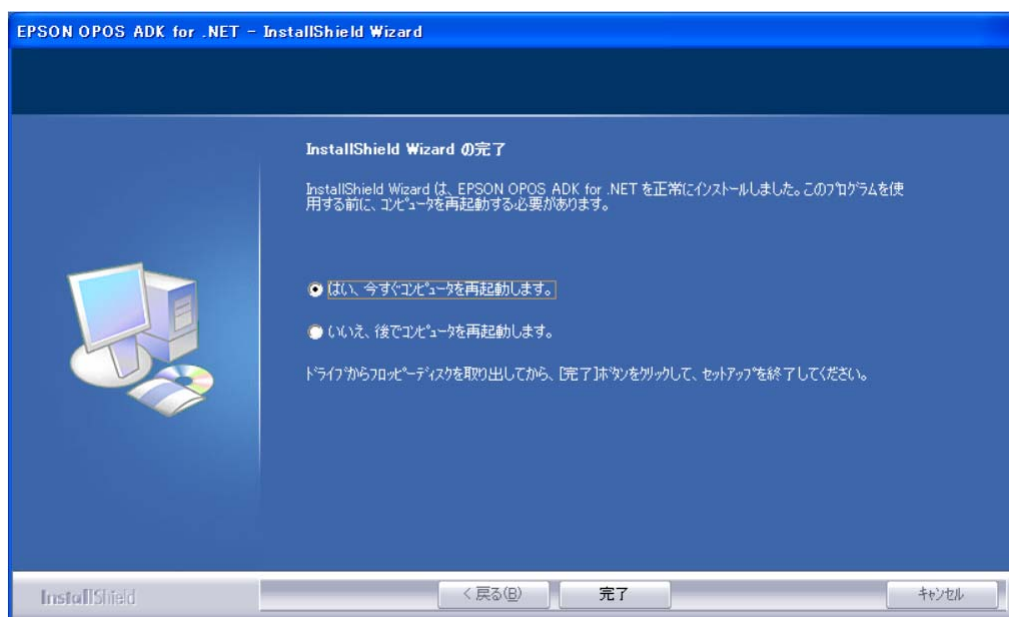 EPSON OPOS ADK for .NET - InstallShield Wizard
InstallShield Wizard の完了
InstallShield Wizard は、EPSON OPOS ADK for .NET を正常にインストールしました。このプログラムを使
用する前に、コンピュータを再起動する必要があります。
はい、今すぐコンピュータを再起動します。
いいえ、後でコンピュータを再起動します。
ドライブからフロッピーディスクを取り出してから、[完了]ボタンをクリックして、セットアップを終了してください。
InstallShield
< 戻る(B)
完了
キャンセル